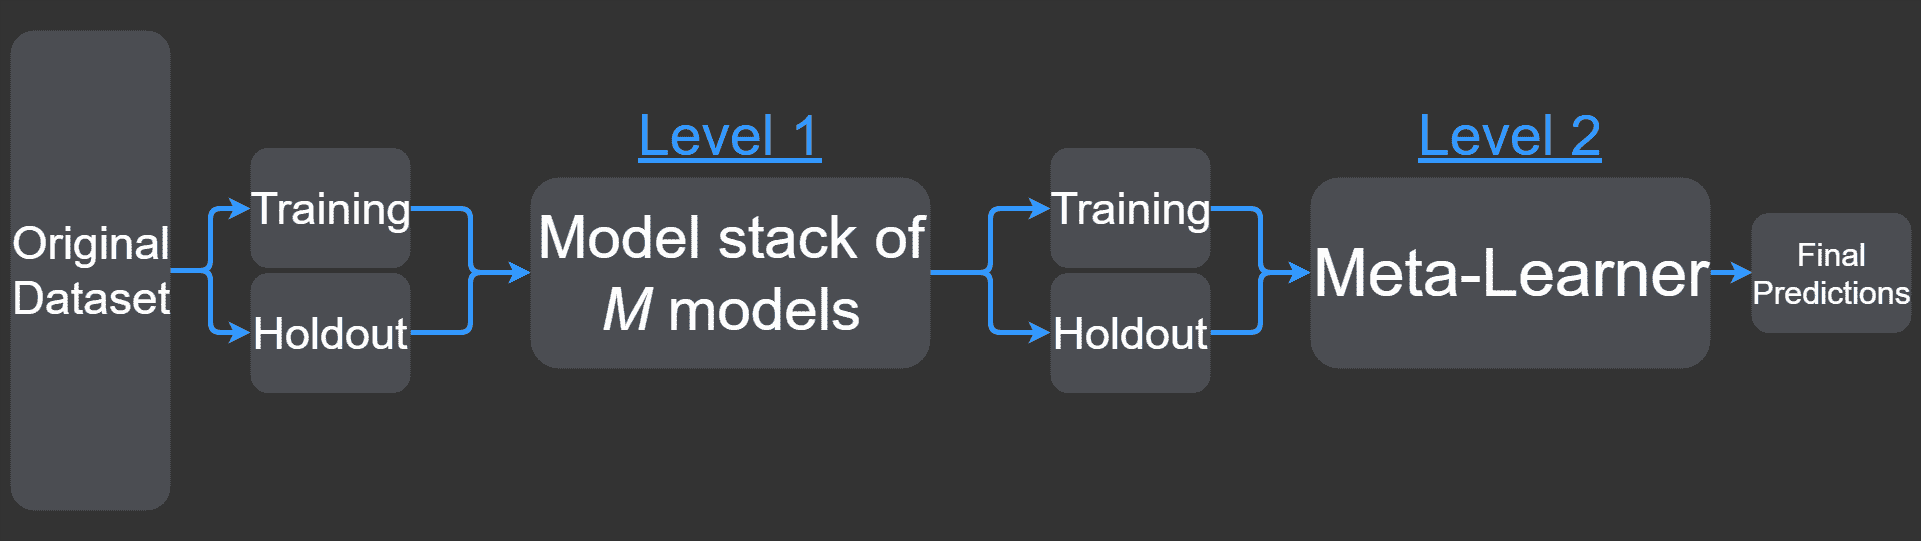 Original
Dataset
Training
Holdout
Level 1
Model stack of
M models
Training
Holdout
Level 2
Meta-Learner
Final
Predictions